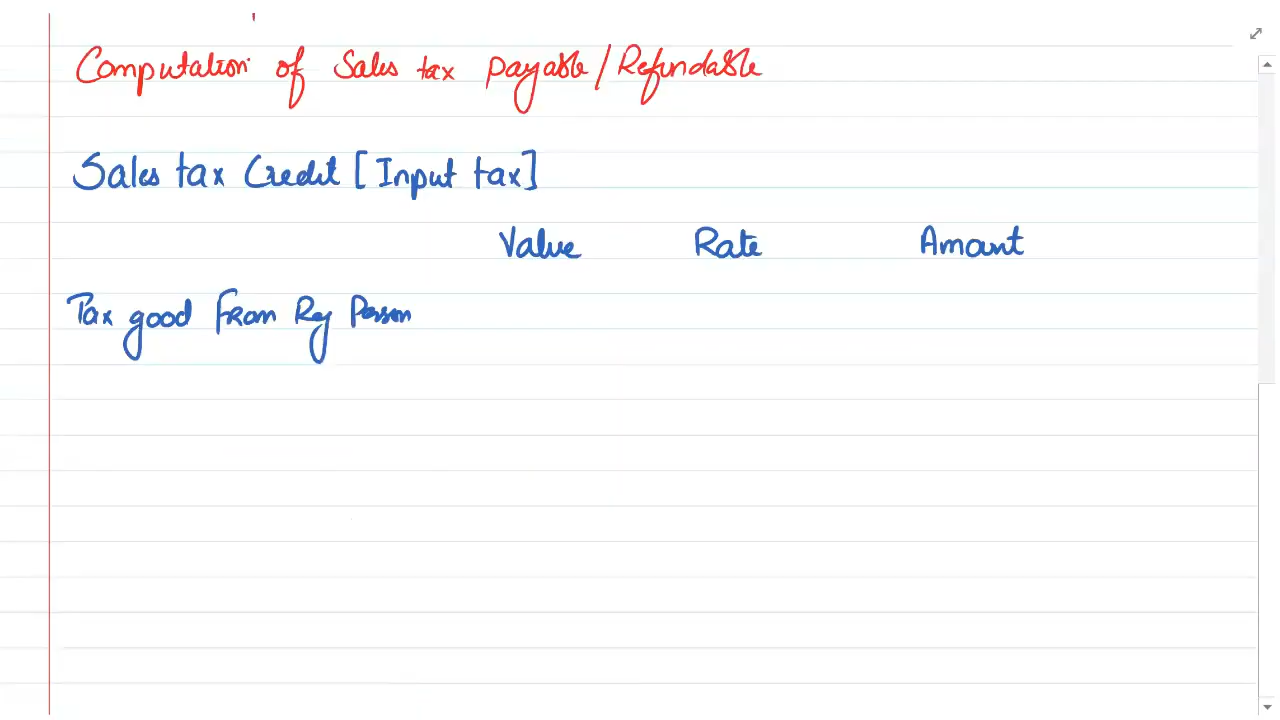 Computation of Sales tax payable/Refundable
Sales tax Credit [Input tax]
Value Rate Amount
Tax good From Reg Person